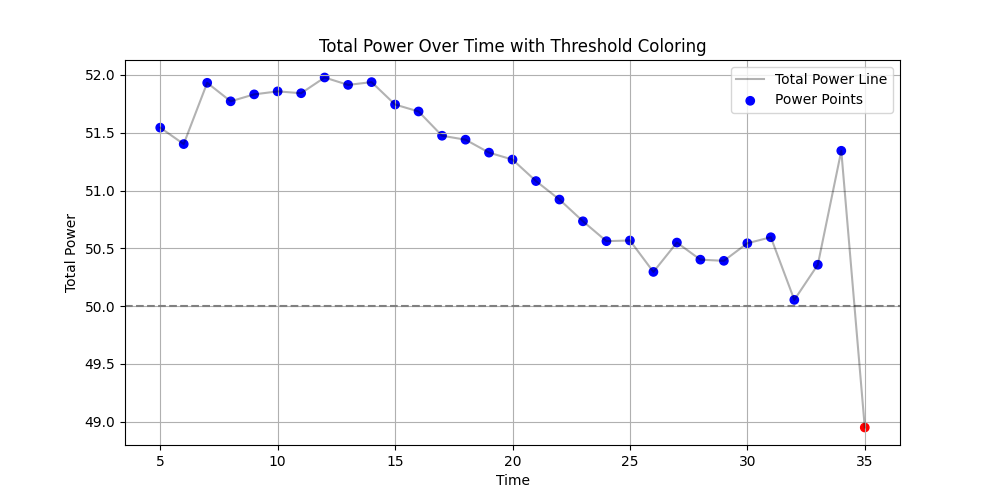 Total Power Over Time with Threshold Coloring
Total Power Line
Power Points
Total Power
52.0
51.5
51.0
50.5
50.0
49.5
49.0
5 10 15 20 25 30 35
Time